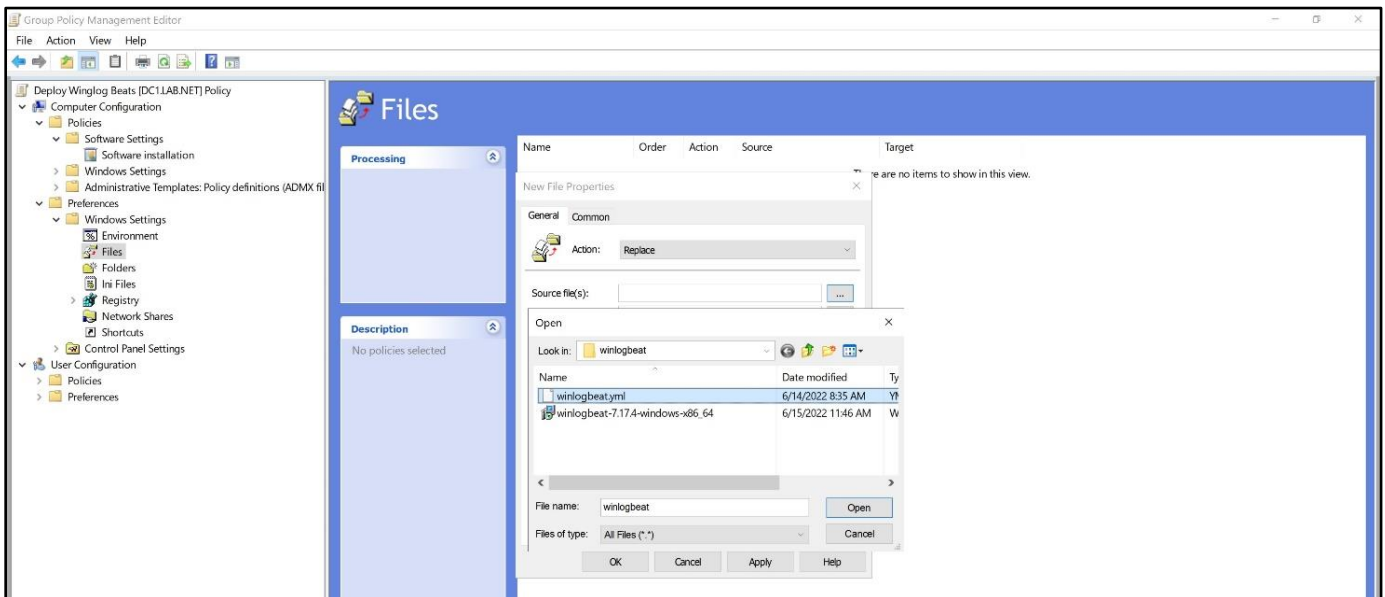 Group Policy Management Editor
File Action View Help
Deploy Winglog Beats [DC1.LAB.NET] Policy
Computer Configuration
Policies
Software Settings
Software installation
Windows Settings
Administrative Templates: Policy definitions (ADMX fil
Preferences
Windows Settings
Environment
Files
Folders
Ini Files
Registry
Network Shares
Shortcuts
Control Panel Settings
User Configuration
Policies
Preferences
Files
Processing
Description
No policies selected
Name Order Action Source Target
re are no items to show in this view.
New File Properties
General Common
Action: Replace
Source file(s): ...
Open
Look in: winlogbeat
Name Date modified Ty
winlogbeat.yml 6/14/2022 8:35 AM YM
winlogbeat-7.17.4-windows-x86_64 6/15/2022 11:46 AM W
File name: winlogbeat Open
Files of type: All Files (*.*) Cancel
OK Cancel Apply Help